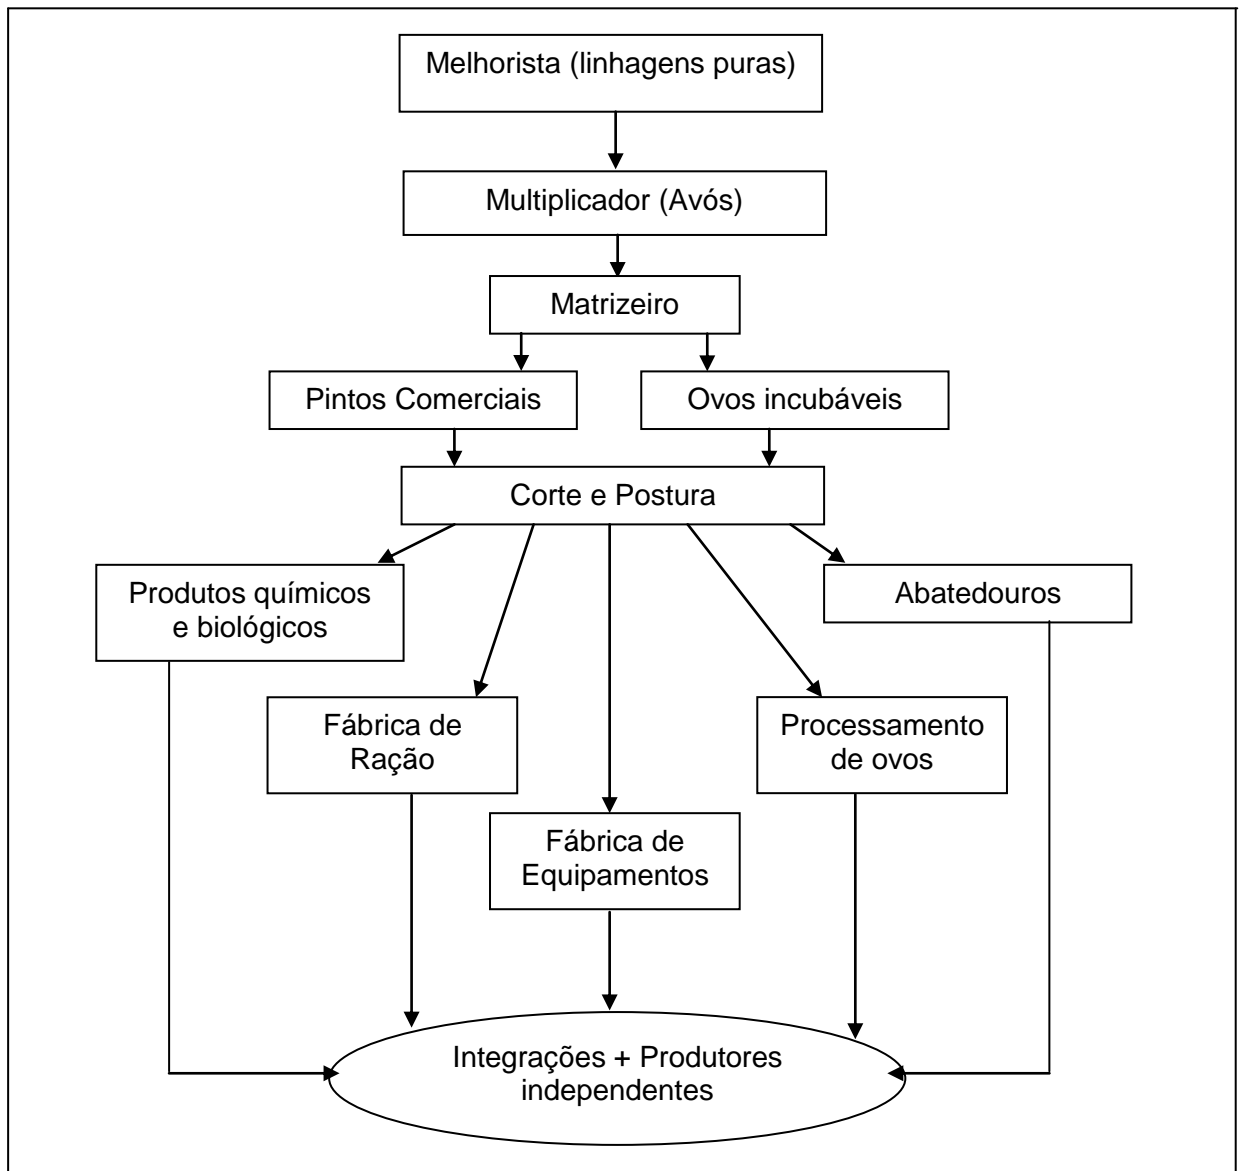 Melhorista (linhagens puras)
Multiplicador (Avós)
Matrizeiro
Pintos Comerciais
Ovos incubáveis
Corte e Postura
Produtos químicos
e biológicos
Abatedouros
Fábrica de
Ração
Processamento
de ovos
Fábrica de
Equipamentos
Integrações + Produtores
independentes